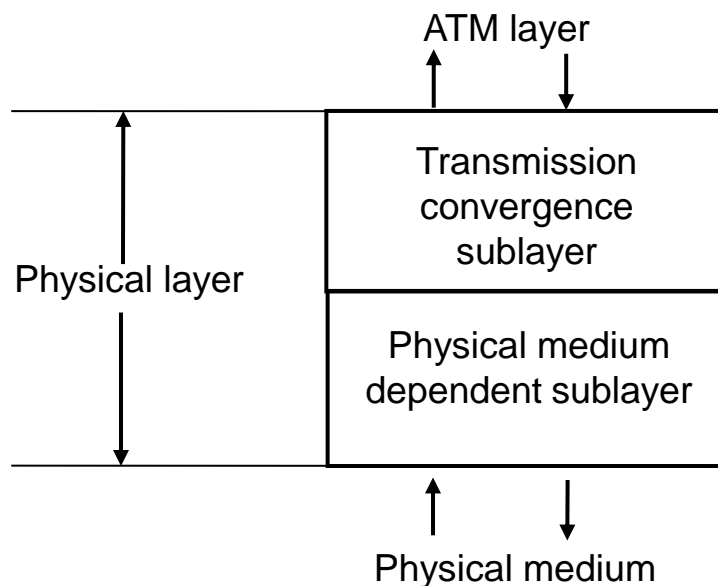 ATM layer
Transmission
convergence
sublayer
Physical layer
Physical medium
dependent sublayer
Physical medium